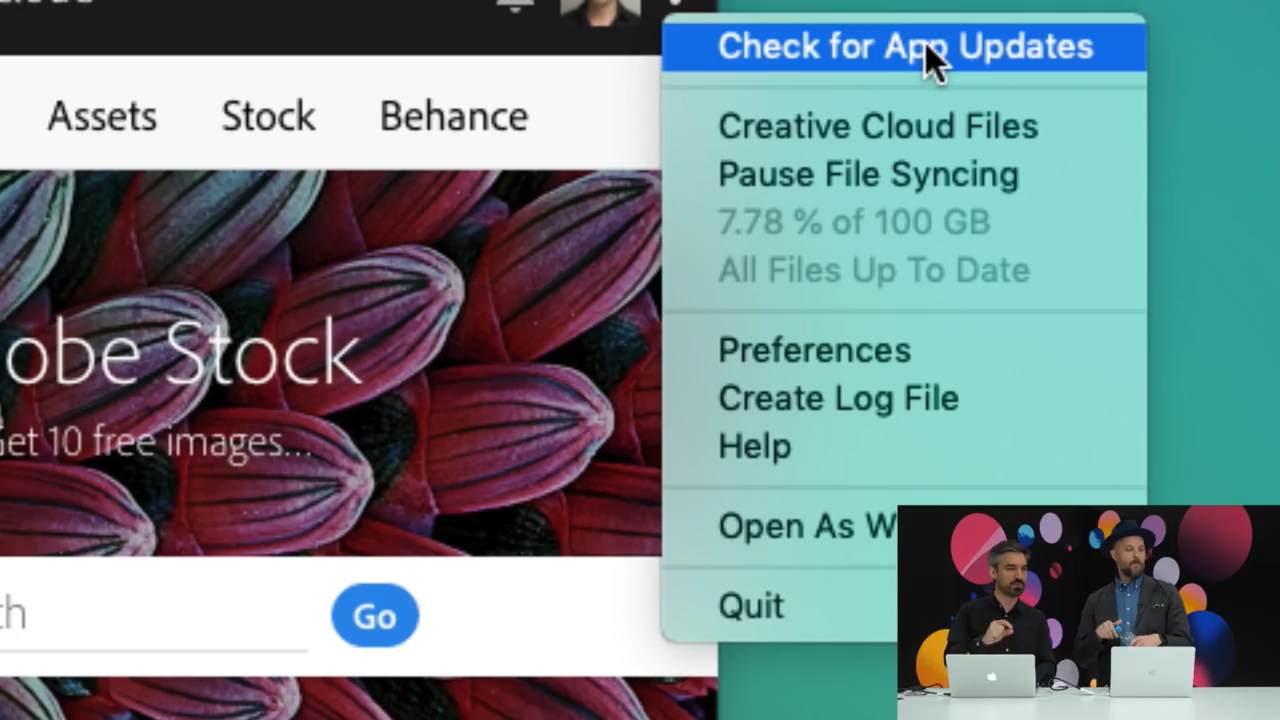 Check for App Updates
Assets Stock Behance
Creative Cloud Files
Pause File Syncing
7.78 % of 100 GB
All Files Up To Date
obe Stock
Preferences
Create Log File
Get 10 free images...
Help
Open As W
Go
Quit